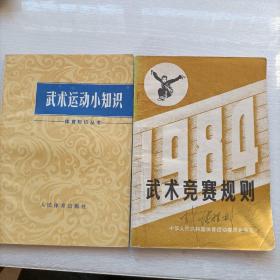 武术运动小知识
体育知识丛书
人民体育出版社
1984
武术竞赛规则
中华人民共和国体育运动委员会